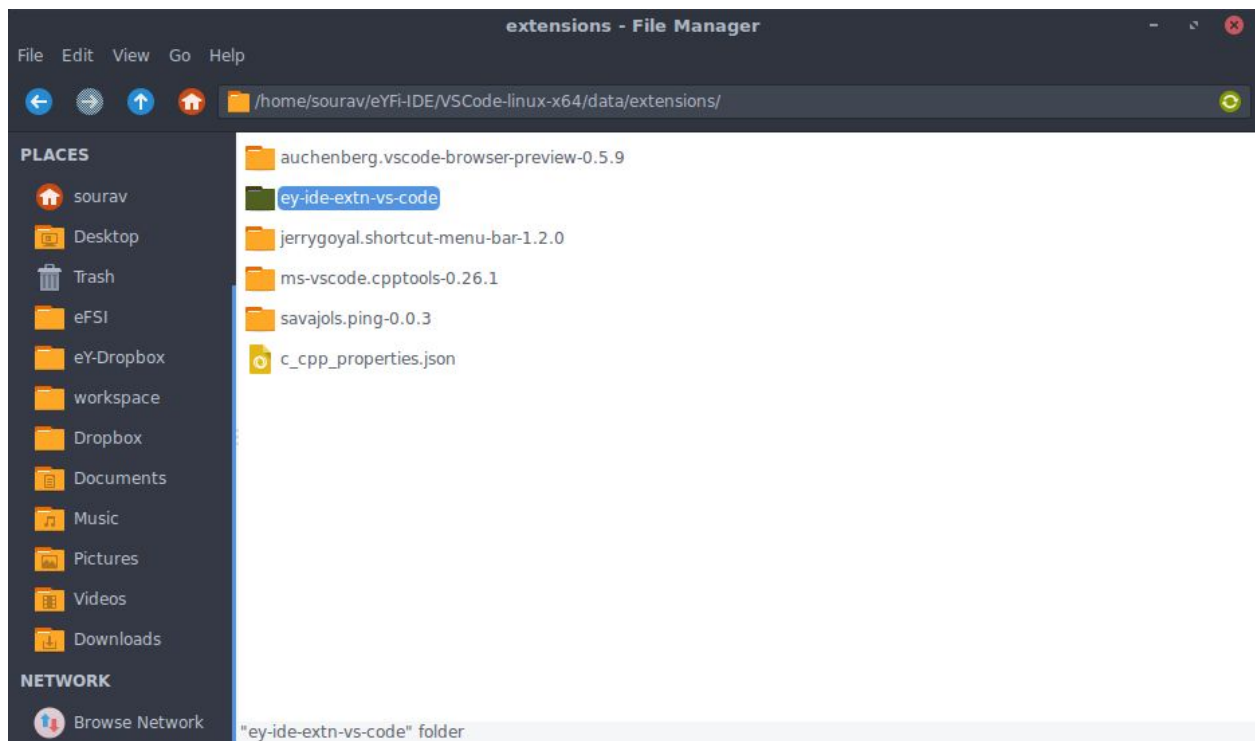 extensions - File Manager
File Edit View Go Help
/home/sourav/eYFi-IDE/VSCode-linux-x64/data/extensions/
PLACES
sourav
Desktop
Trash
eFSI
eY-Dropbox
workspace
Dropbox
Documents
Music
Pictures
Videos
Downloads
NETWORK
Browse Network
auchenberg.vscode-browser-preview-0.5.9
ey-ide-extn-vs-code
jerrygoyal.shortcut-menu-bar-1.2.0
ms-vscode.cpptools-0.26.1
savajols.ping-0.0.3
c_cpp_properties.json
"ey-ide-extn-vs-code" folder